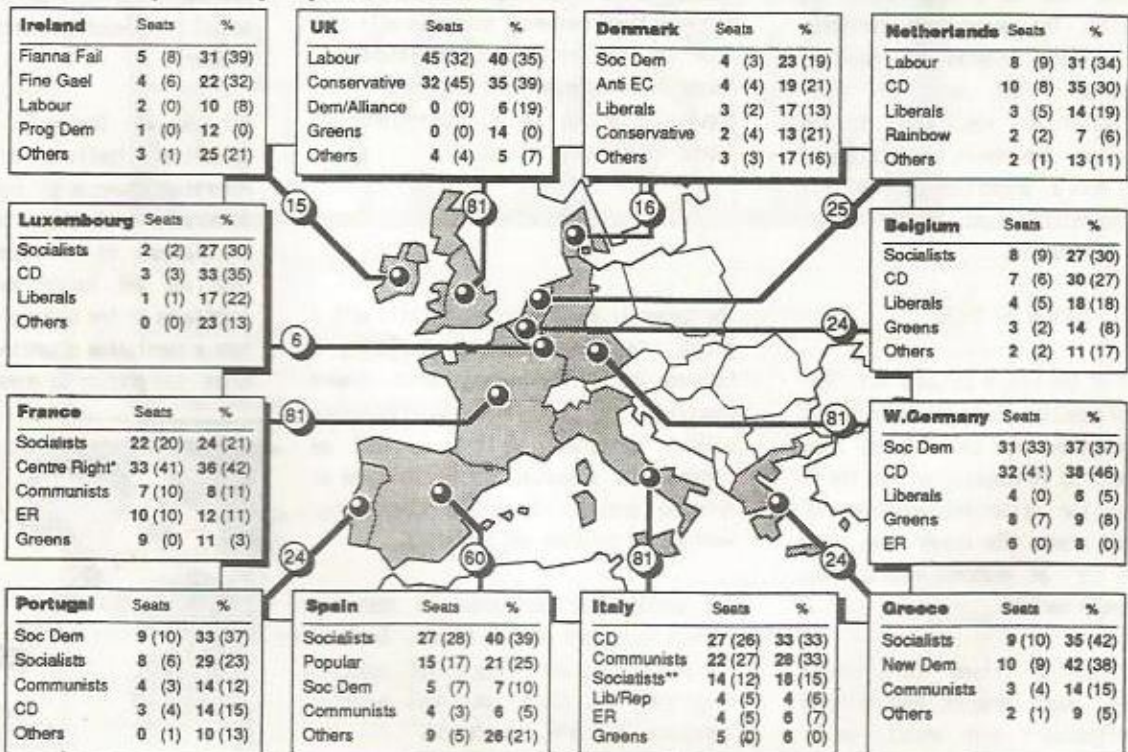 Ireland Seats %
Fianna Fail 5 (8) 31 (39)
Fine Gael 4 (6) 22 (32)
Labour 2 (0) 10 (8)
Prog Dem 1 (0) 12 (0)
Others 3 (1) 25 (21)
UK Seats %
Labour 45 (32) 40 (35)
Conservative 32 (45) 35 (39)
Dem/Alliance 0 (0) 6 (19)
Greens 0 (0) 14 (0)
Others 4 (4) 5 (7)
Denmark Seats %
Soc Dem 4 (3) 23 (19)
Anti EC 4 (4) 19 (21)
Liberals 3 (2) 17 (13)
Conservative 2 (4) 13 (21)
Others 3 (3) 17 (16)
Netherlands Seats %
Labour 8 (9) 31 (34)
CD 10 (8) 35 (30)
Liberals 3 (5) 14 (19)
Rainbow 2 (2) 7 (6)
Others 2 (1) 13 (11)
15
81
16
25
Luxembourg Seats %
Socialists 2 (2) 27 (30)
CD 3 (3) 33 (35)
Liberals 1 (1) 17 (22)
Others 0 (0) 23 (13)
Belgium Seats %
Socialists 8 (9) 27 (30)
CD 7 (6) 30 (27)
Liberals 4 (5) 18 (18)
Greens 3 (2) 14 (8)
Others 2 (2) 11 (17)
6
24
France Seats %
Socialists 22 (20) 24 (21)
Centre Right* 33 (41) 36 (42)
Communists 7 (10) 8 (11)
ER 10 (10) 12 (11)
Greens 9 (0) 11 (3)
81
81
W.Germany Seats %
Soc Dem 31 (33) 37 (37)
CD 32 (41) 38 (46)
Liberals 4 (0) 6 (5)
Greens 8 (7) 9 (8)
ER 6 (0) 8 (0)
24
60
81
24
Portugal Seats %
Soc Dem 9 (10) 33 (37)
Socialists 8 (6) 29 (23)
Communists 4 (3) 14 (12)
CD 3 (4) 14 (15)
Others 0 (1) 10 (13)
Spain Seats %
Socialists 27 (28) 40 (39)
Popular 15 (17) 21 (25)
Soc Dem 5 (7) 7 (10)
Communists 4 (3) 6 (5)
Others 9 (5) 26 (21)
Italy Seats %
CD 27 (26) 33 (33)
Communists 22 (27) 28 (33)
Socialists** 14 (12) 18 (15)
Lib/Rep 4 (5) 4 (6)
ER 4 (5) 6 (7)
Greens 5 (0) 6 (0)
Greece Seats %
Socialists 9 (10) 35 (42)
New Dem 10 (9) 42 (38)
Communists 3 (4) 14 (15)
Others 2 (1) 9 (5)